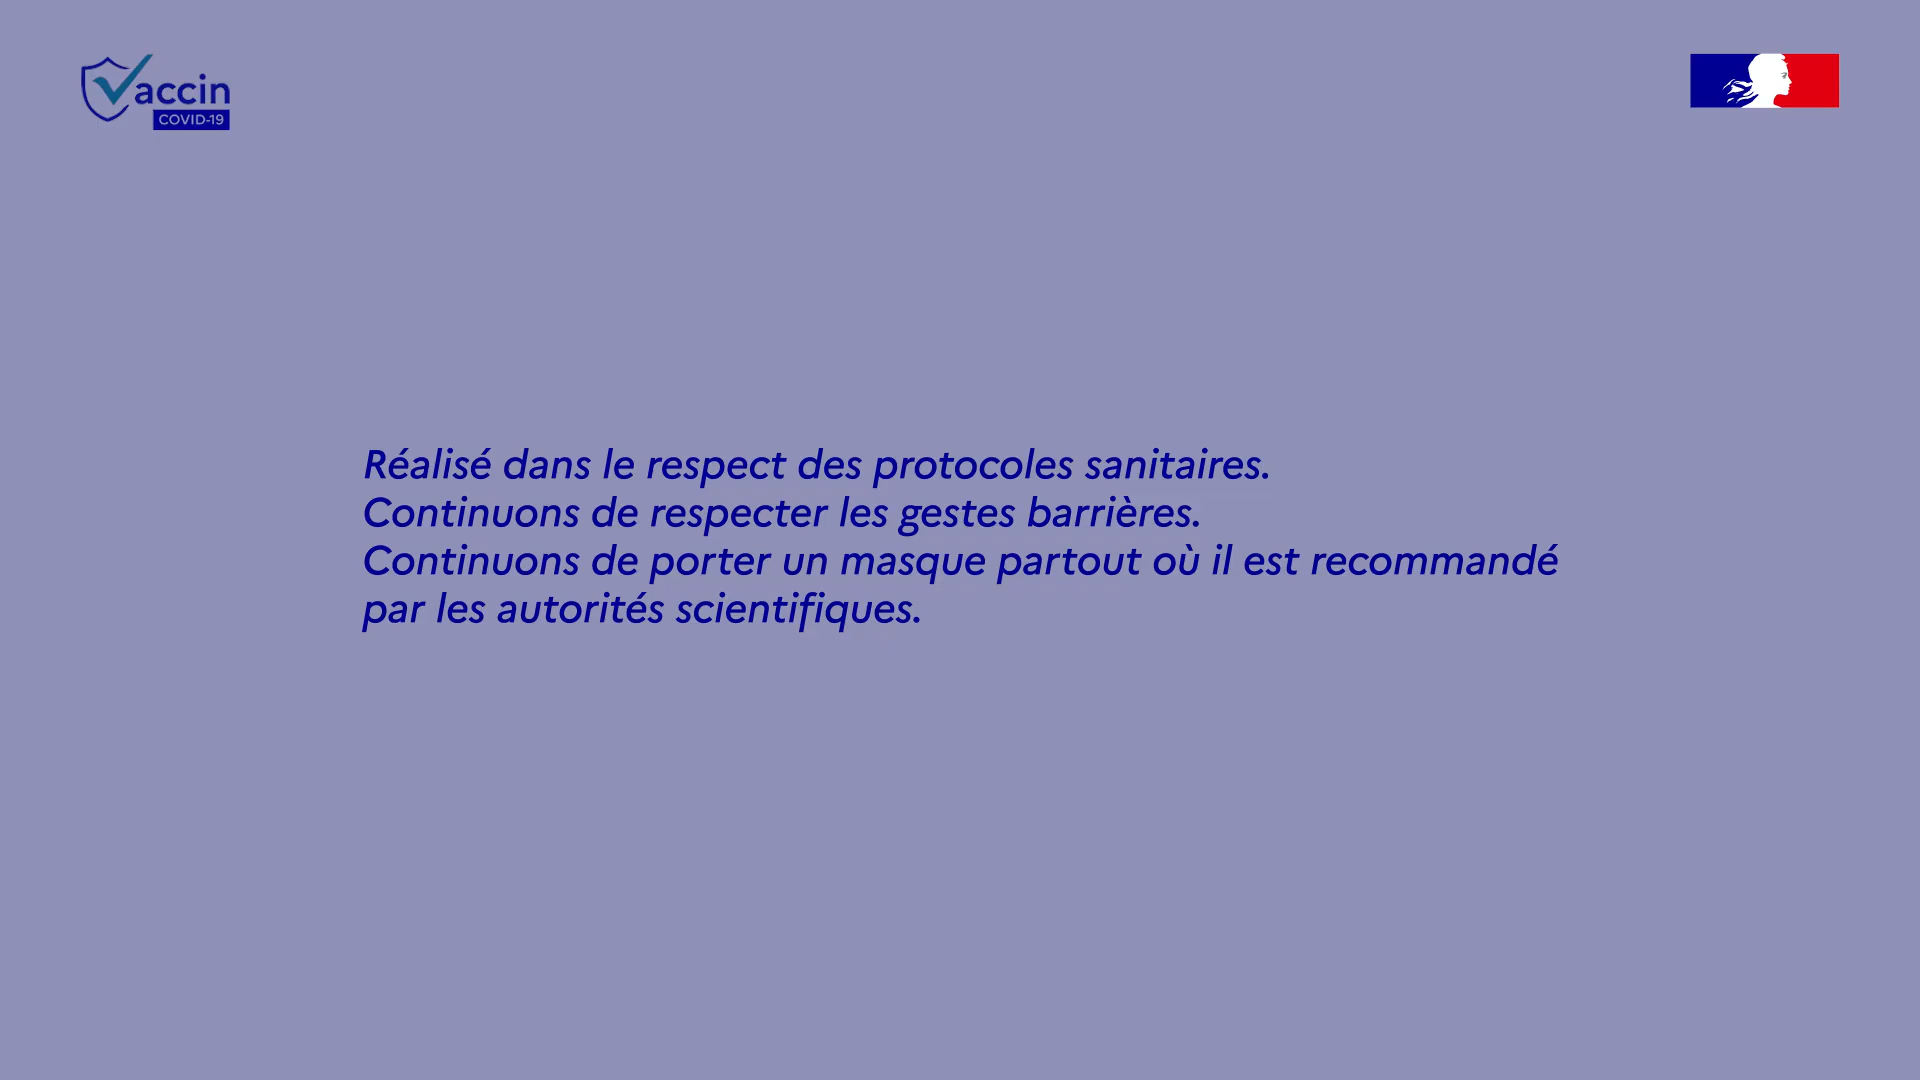 Vaccin
COVID-19
Réalisé dans le respect des protocoles sanitaires.
Continuons de respecter les gestes barrières.
Continuons de porter un masque partout où il est recommandé
par les autorités scientifiques.